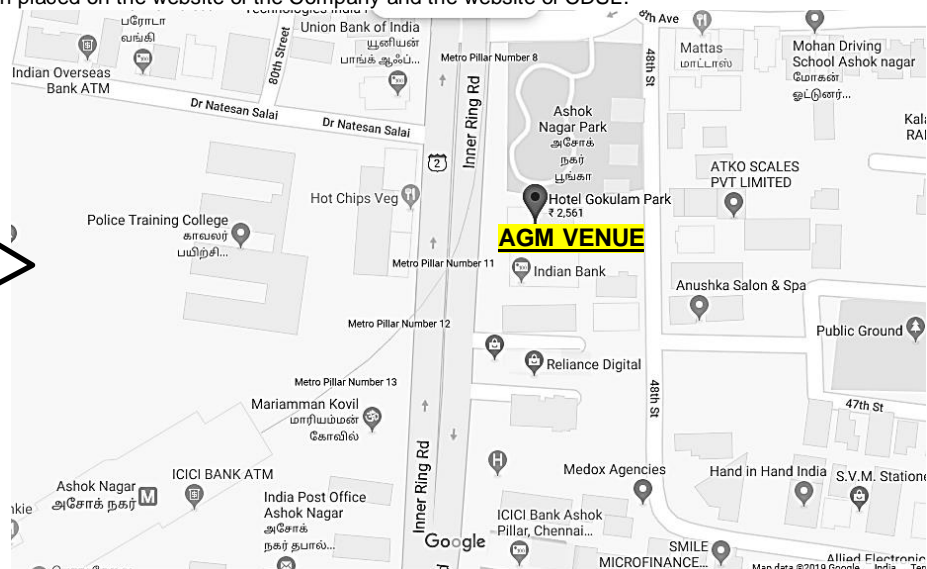 placed on the website of the Company and the website of CDSL.
Union Bank of India
யூனியன்
பாங்க் ஆஃப்...
பரோடா
வங்கி
80th Street
Metro Pillar Number 8
8th Ave
48th St
Mattas
மாட்டாஸ்
Mohan Driving
School Ashok nagar
மோகன்
ஓட்டுனர்...
Indian Overseas
Bank ATM
Dr Natesan Salai
Dr Natesan Salai
Inner Ring Rd
2
Ashok
Nagar Park
அசோக்
நகர்
பூங்கா
ATKO SCALES
PVT LIMITED
Hot Chips Veg
Hotel Gokulam Park
₹ 2,561
AGM VENUE
Police Training College
காவலர்
பயிற்சி...
Metro Pillar Number 11
Indian Bank
Anushka Salon & Spa
Metro Pillar Number 12
Public Ground
Reliance Digital
Metro Pillar Number 13
48th St
47th St
Mariamman Kovil
மாரியம்மன்
கோவில்
Inner Ring Rd
H
Medox Agencies
Hand in Hand India
S.V.M. Statione
Ashok Nagar
அசோக் நகர்
M
ICICI BANK ATM
India Post Office
Ashok Nagar
அசோக்
நகர் தபால்...
ICICI Bank Ashok
Pillar, Chennai...
Google
SMILE
MICROFINANCE...
Allied Electronic
Map data ©2019 Google India